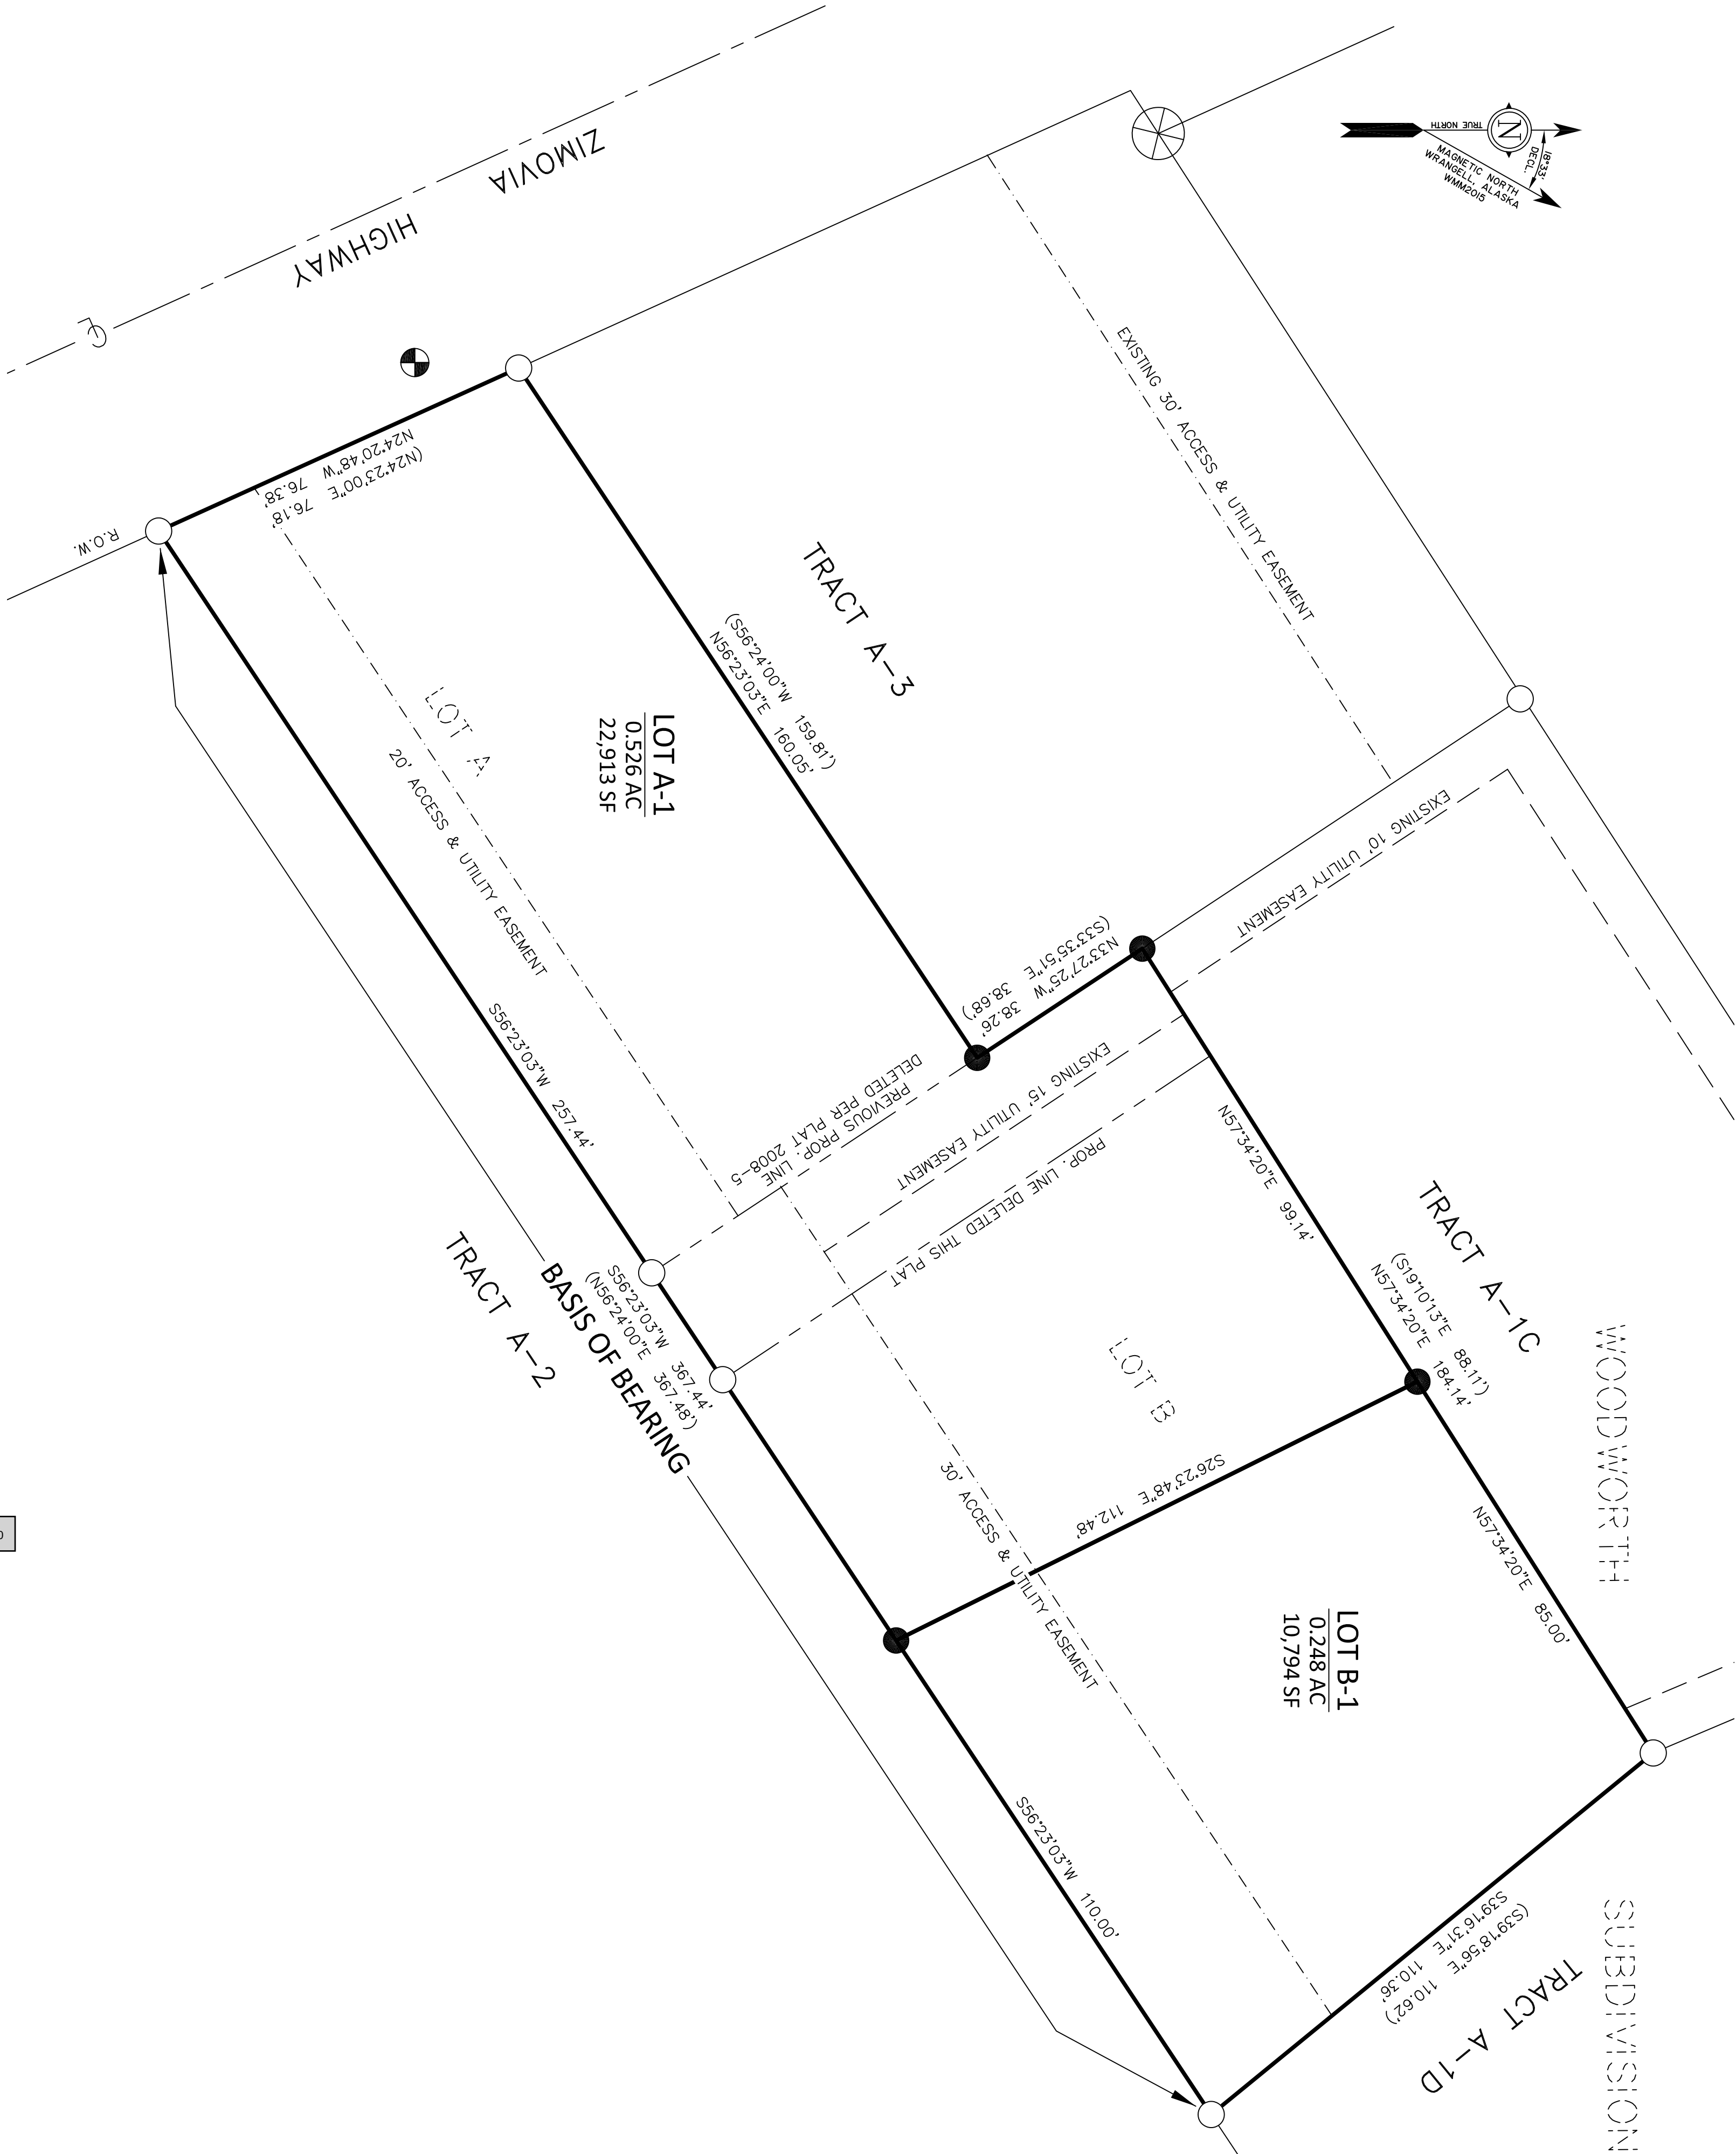 ZIMOVIA HIGHWAY
R.O.W.
TRUE NORTH
N
18°33'
DECL.
MAGNETIC NORTH
WRANGELL, ALASKA
WMM2015
EXISTING 30' ACCESS & UTILITY EASEMENT
TRACT A-3
(N24°23'00"E 76.18'
N24°20'48"W 76.38'
(S56°24'00"W 159.81')
N56°23'03"E 160.05'
LOT A
LOT A-1
0.526 AC
22,913 SF
20' ACCESS & UTILITY EASEMENT
EXISTING 10' UTILITY EASEMENT
N33°27'25"W 38.26'
(S33°35'51"E 38.68')
PREVIOUS PROP. LINE
DELETED PER PLAT 2008-5
EXISTING 15' UTILITY EASEMENT
PROP. LINE DELETED THIS PLAT
S56°23'03"W 257.44'
N57°34'20"E 99.14'
TRACT A-1C
(S19°10'13"E 88.11')
N57°34'20"E 184.14'
WOODWORTH
TRACT A-2
BASIS OF BEARING
S56°23'03"W 367.44'
(N56°24'00"E 367.48')
LOT B
S26°23'48"E 112.48'
30' ACCESS & UTILITY EASEMENT
N57°34'20"E 85.00'
LOT B-1
0.248 AC
10,794 SF
S56°23'03"W 110.00'
(S39°18'56"E 110.62')
S39°16'31"E 110.36'
TRACT A-1D
SUBDIVISION